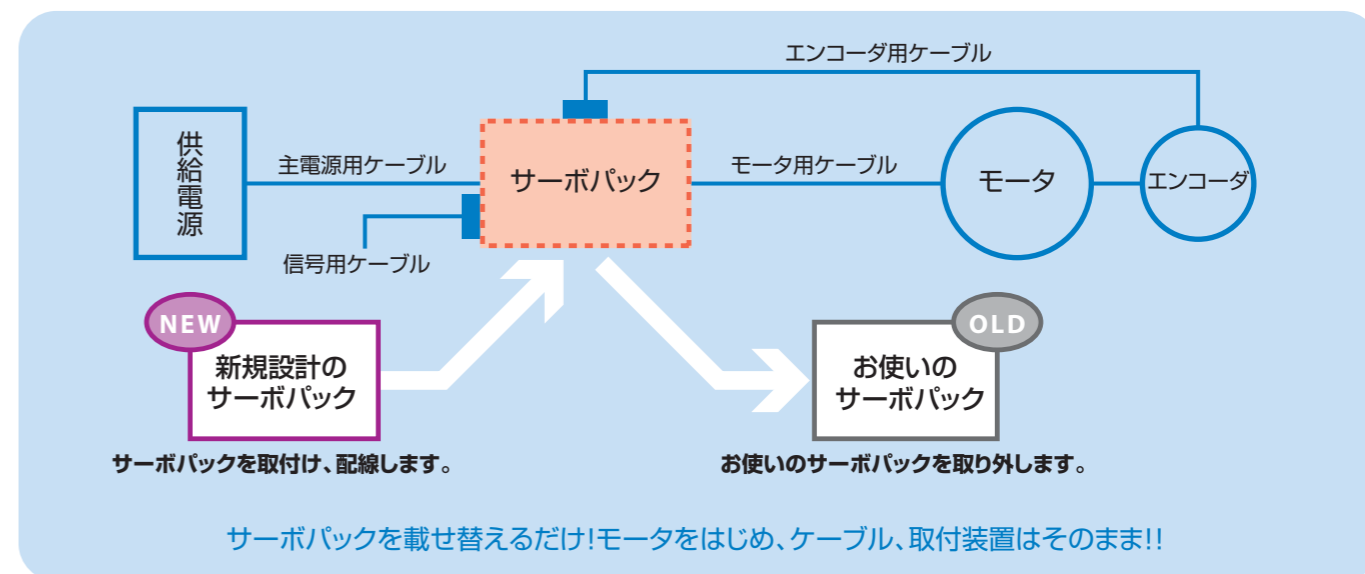 エンコーダ用ケーブル
供給電源
主電源用ケーブル
サーボパック
モータ用ケーブル
モータ
エンコーダ
信号用ケーブル
NEW
新規設計の
サーボパック
OLD
お使いの
サーボパック
サーボパックを取付け、配線します。
お使いのサーボパックを取り外します。
サーボパックを載せ替えるだけ!モータをはじめ、ケーブル、取付装置はそのまま!!